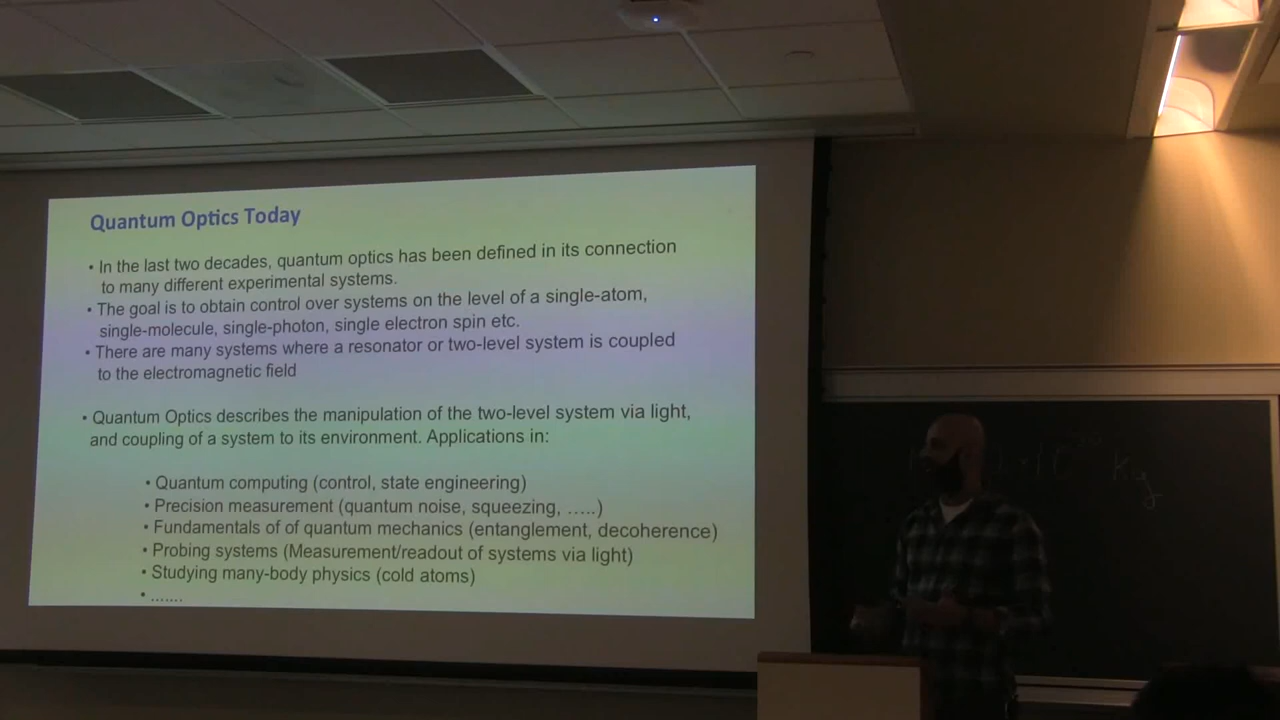 Quantum Optics Today
• In the last two decades, quantum optics has been defined in its connection
to many different experimental systems.
• The goal is to obtain control over systems on the level of a single-atom,
single-molecule, single-photon, single electron spin etc.
• There are many systems where a resonator or two-level system is coupled
to the electromagnetic field
• Quantum Optics describes the manipulation of the two-level system via light,
and coupling of a system to its environment. Applications in:
• Quantum computing (control, state engineering)
• Precision measurement (quantum noise, squeezing, .....)
• Fundamentals of of quantum mechanics (entanglement, decoherence)
• Probing systems (Measurement/readout of systems via light)
• Studying many-body physics (cold atoms)
• .......
Kg